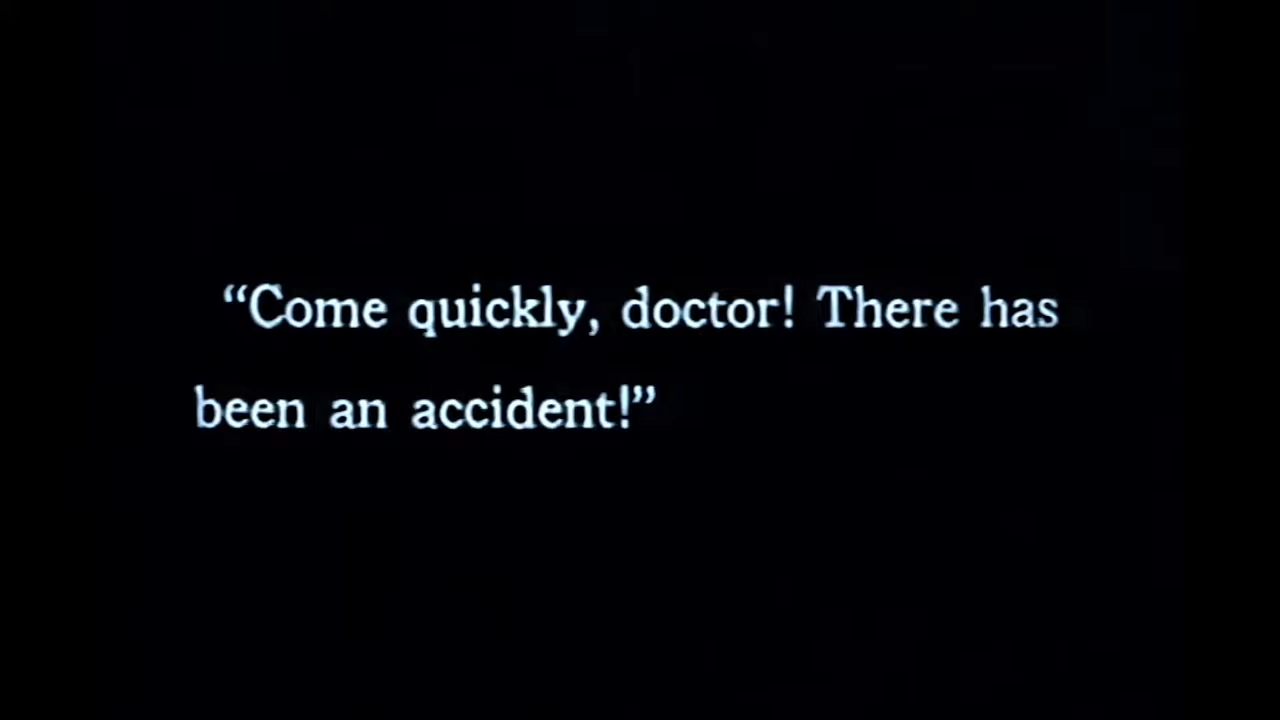 “Come quickly, doctor! There has
been an accident!”